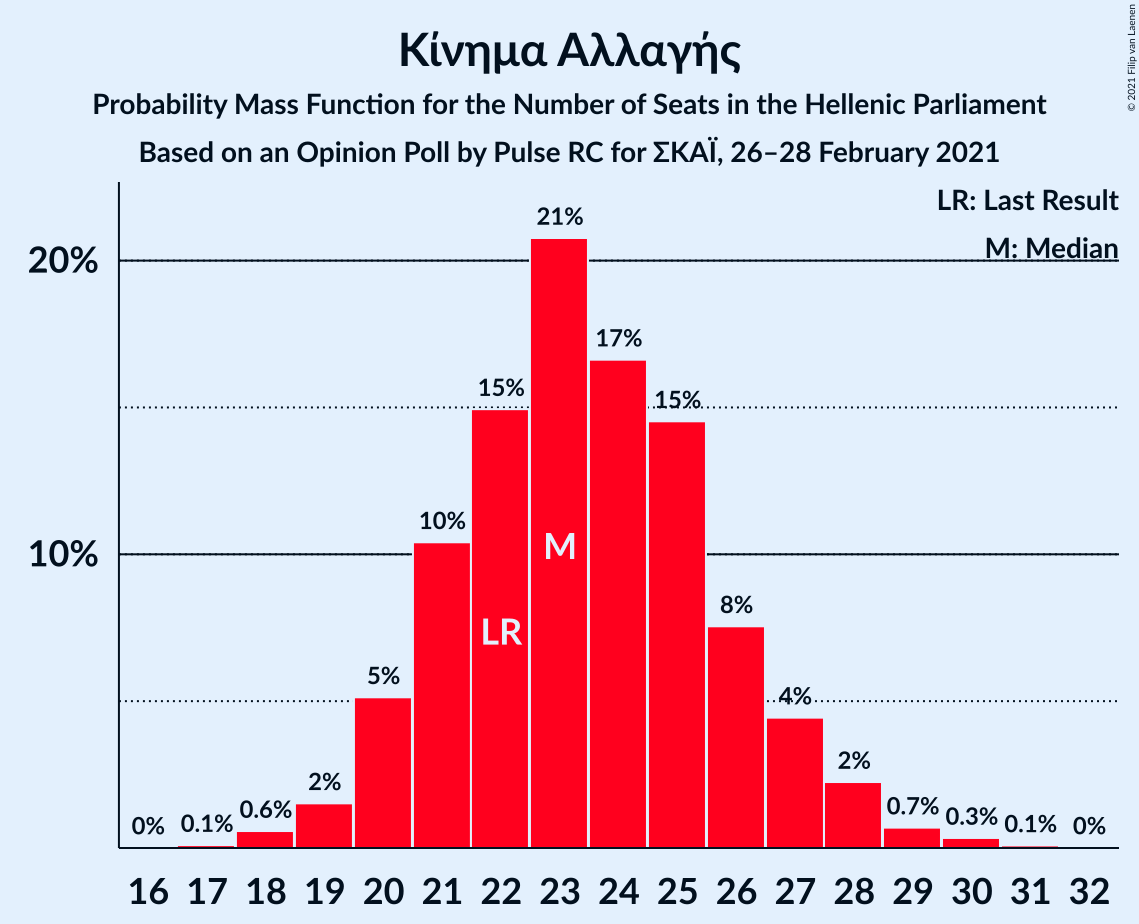 Κίνημα Αλλαγής
Probability Mass Function for the Number of Seats in the Hellenic Parliament
Based on an Opinion Poll by Pulse RC for ΣΚΑΪ, 26–28 February 2021
© 2021 Filip van Laenen
LR: Last Result
M: Median
20%
10%
0%
0.1%
0.6%
2%
5%
10%
15%
21%
17%
15%
8%
4%
2%
0.7%
0.3%
0.1%
0%
LR
M
16 17 18 19 20 21 22 23 24 25 26 27 28 29 30 31 32